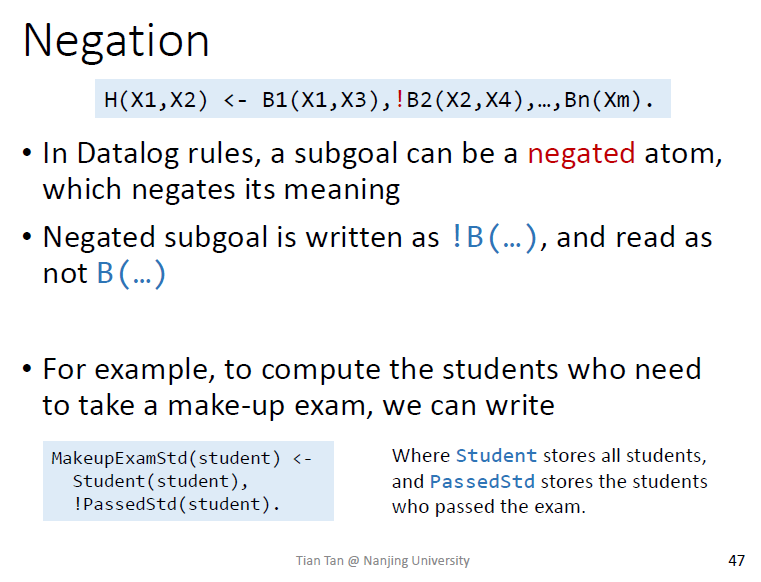 Negation
H(X1,X2) <- B1(X1,X3),!B2(X2,X4),…,Bn(Xm).
• In Datalog rules, a subgoal can be a negated atom,
which negates its meaning
• Negated subgoal is written as !B(…), and read as
not B(…)
• For example, to compute the students who need
to take a make-up exam, we can write
MakeupExamStd(student) <-
Student(student),
!PassedStd(student).
Where Student stores all students,
and PassedStd stores the students
who passed the exam.
Tian Tan @ Nanjing University
47